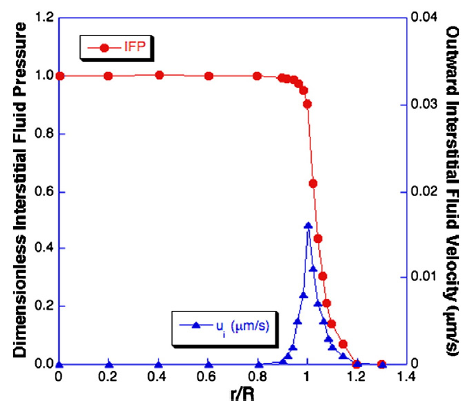 Dimensionless Interstitial Fluid Pressure
1.2
1.0
0.8
0.6
0.4
0.2
0.0
IFP
u_i (μm/s)
0 0.2 0.4 0.6 0.8 1 1.2 1.4
r/R
0.04
0.03
0.02
0.01
0
Outward Interstitial Fluid Velocity (μm/s)